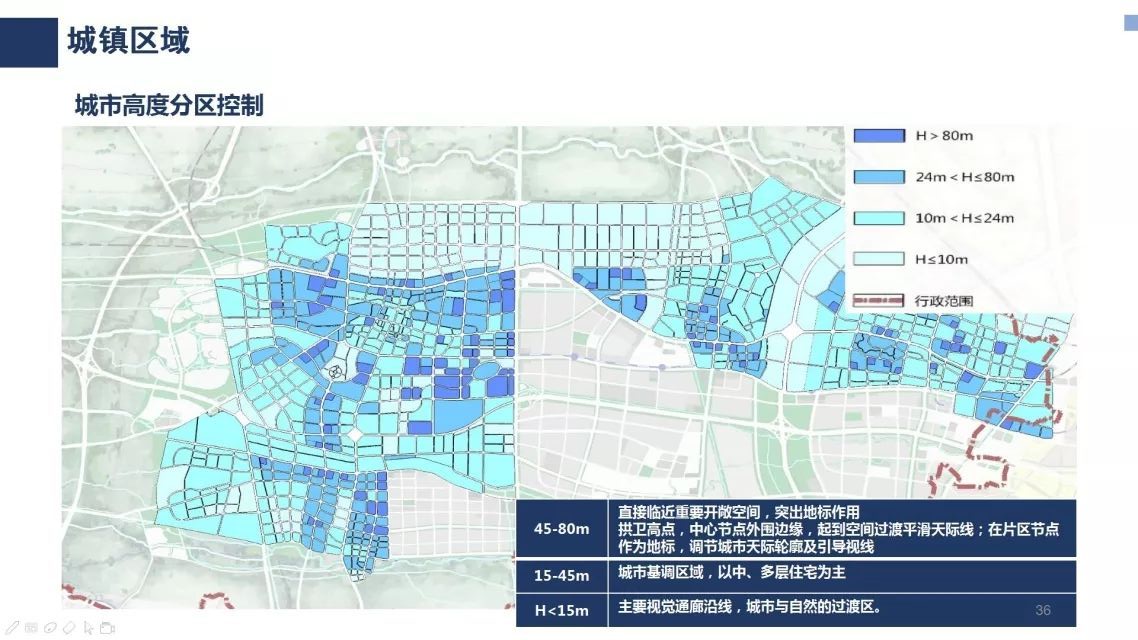 城镇区域
城市高度分区控制
H＞80m
24m＜H≤80m
10m＜H≤24m
H≤10m
行政范围
45-80m
直接临近重要开敞空间，突出地标作用
拱卫高点，中心节点外围边缘，起到空间过渡平滑天际线；在片区节点
作为地标，调节城市天际轮廓及引导视线
15-45m
城市基调区域，以中、多层住宅为主
H<15m
主要视觉通廊沿线，城市与自然的过渡区。
36